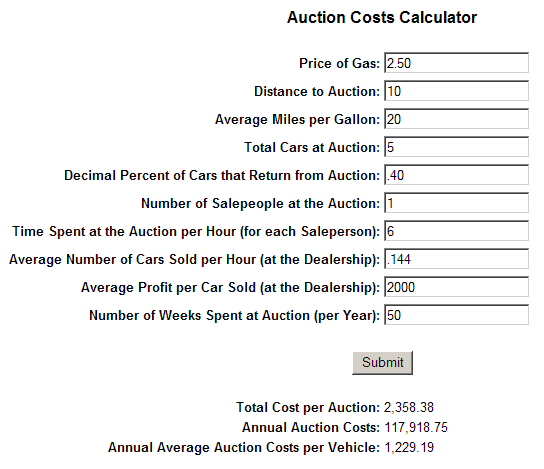 Auction Costs Calculator
Price of Gas: 2.50
Distance to Auction: 10
Average Miles per Gallon: 20
Total Cars at Auction: 5
Decimal Percent of Cars that Return from Auction: .40
Number of Salepeople at the Auction: 1
Time Spent at the Auction per Hour (for each Saleperson): 6
Average Number of Cars Sold per Hour (at the Dealership): .144
Average Profit per Car Sold (at the Dealership): 2000
Number of Weeks Spent at Auction (per Year): 50
Submit
Total Cost per Auction: 2,358.38
Annual Auction Costs: 117,918.75
Annual Average Auction Costs per Vehicle: 1,229.19